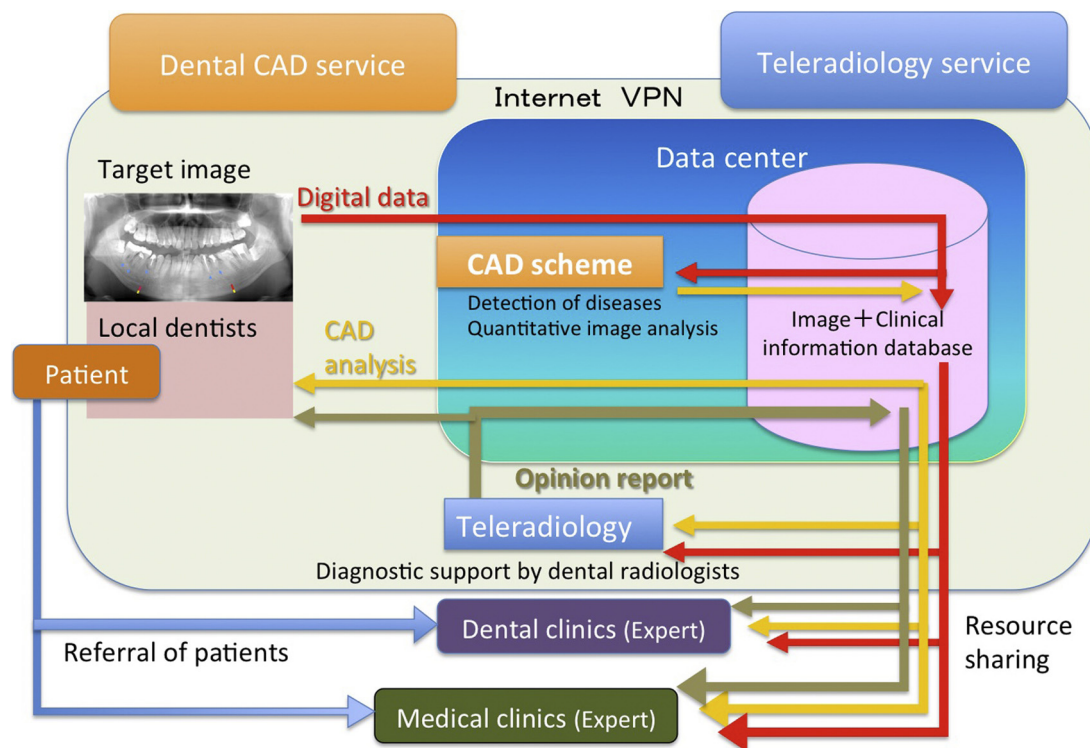 Dental CAD service
Teleradiology service
Internet VPN
Data center
Target image
Digital data
CAD scheme
Detection of diseases
Quantitative image analysis
Image＋Clinical
information database
Local dentists
CAD
analysis
Patient
Opinion report
Teleradiology
Diagnostic support by dental radiologists
Dental clinics (Expert)
Referral of patients
Resource
sharing
Medical clinics (Expert)